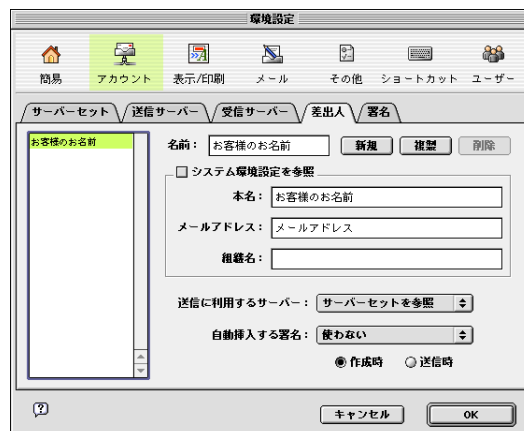 環境設定
簡易 アカウント 表示/印刷 メール その他 ショートカット ユーザー
サーバーセット 送信サーバー 受信サーバー 差出人 署名
お客様のお名前
名前： お客様のお名前 新規 複製 削除
システム環境設定を参照
本名： お客様のお名前
メールアドレス： メールアドレス
組織名：
送信に利用するサーバー： サーバーセットを参照
自動挿入する署名： 使わない
作成時 送信時
キャンセル OK